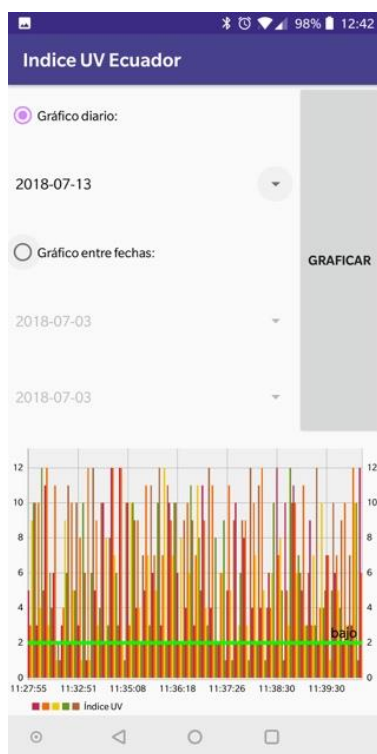 98% 12:42
Indice UV Ecuador
Gráfico diario:
2018-07-13
Gráfico entre fechas:
GRAFICAR
2018-07-03
2018-07-03
12 12
10 10
8 8
6 6
4 4
bajo
2 2
0 0
11:27:55 11:32:51 11:35:08 11:36:18 11:37:26 11:38:30 11:39:30
Índice UV